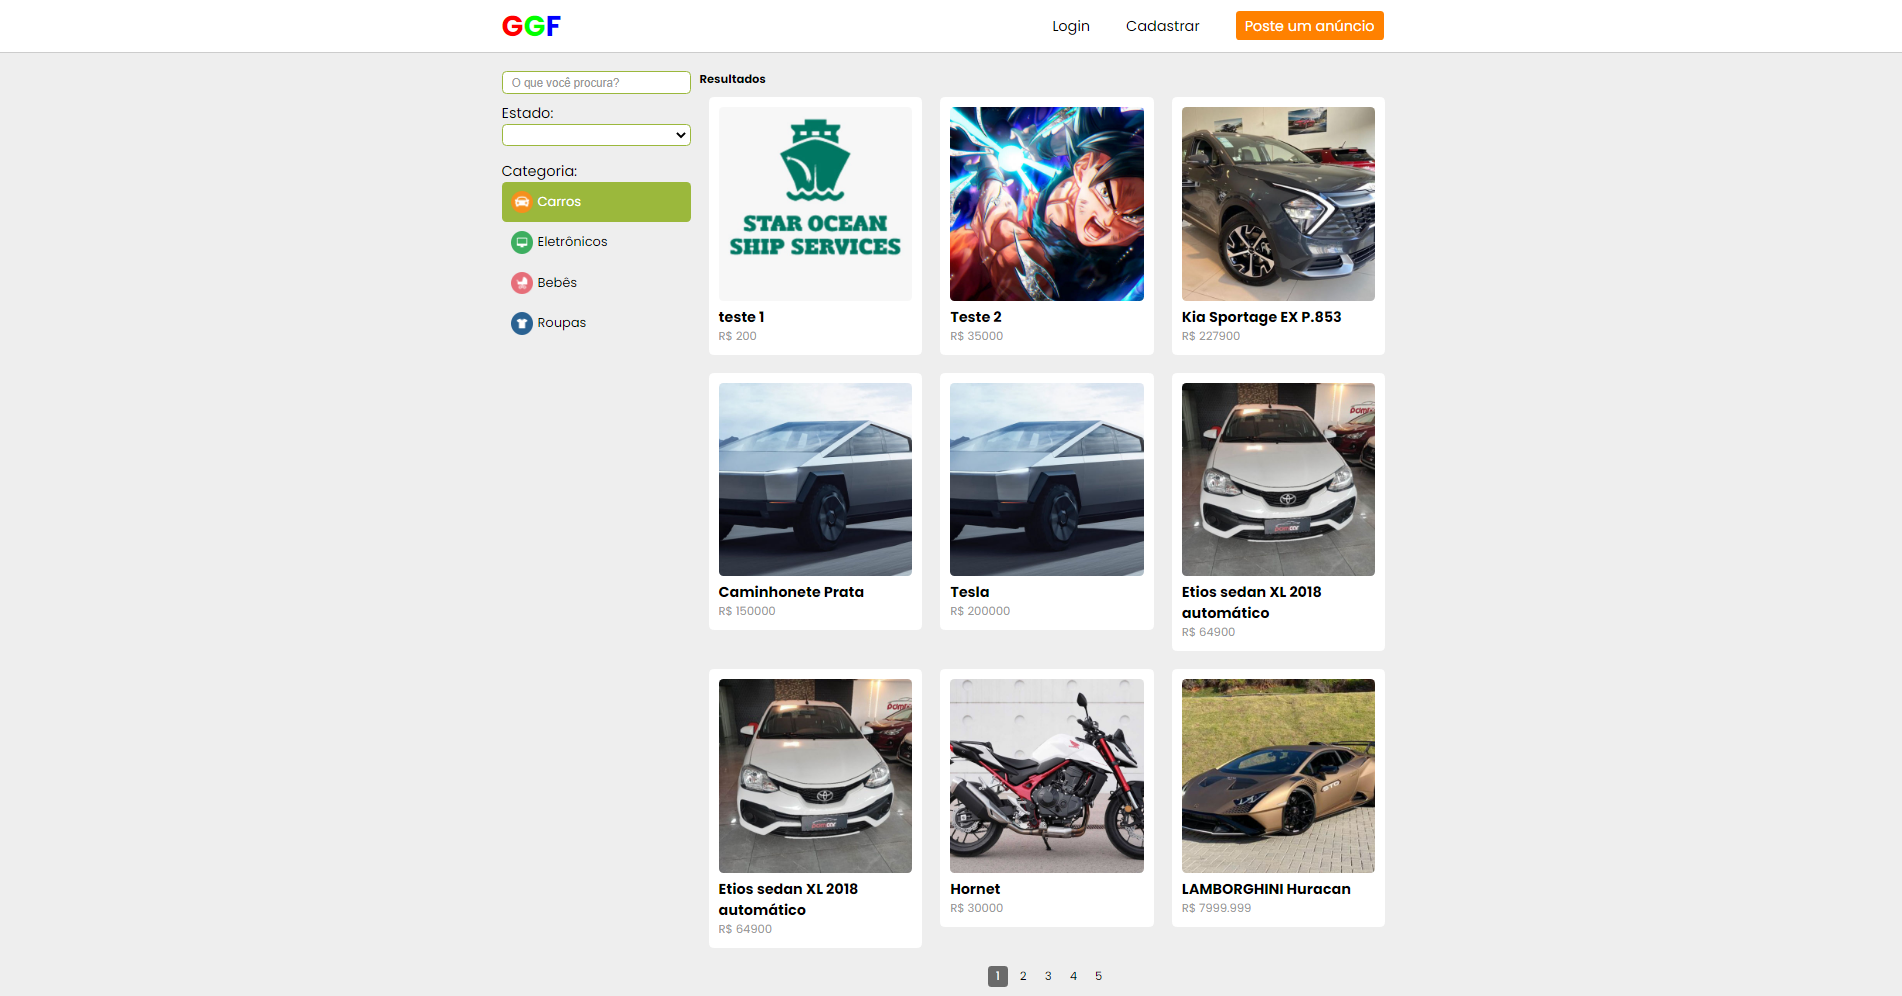 GGF
Login
Cadastrar
Poste um anúncio
O que você procura?
Estado:
Categoria:
Carros
Eletrônicos
Bebês
Roupas
Resultados
STAR OCEAN
SHIP SERVICES
teste 1
R$ 200
Teste 2
R$ 35000
Kia Sportage EX P.853
R$ 227900
Caminhonete Prata
R$ 150000
Tesla
R$ 200000
Etios sedan XL 2018
automático
R$ 64900
Etios sedan XL 2018
automático
R$ 64900
Hornet
R$ 30000
STO
LAMBORGHINI Huracan
R$ 7999.999
1 2 3 4 5